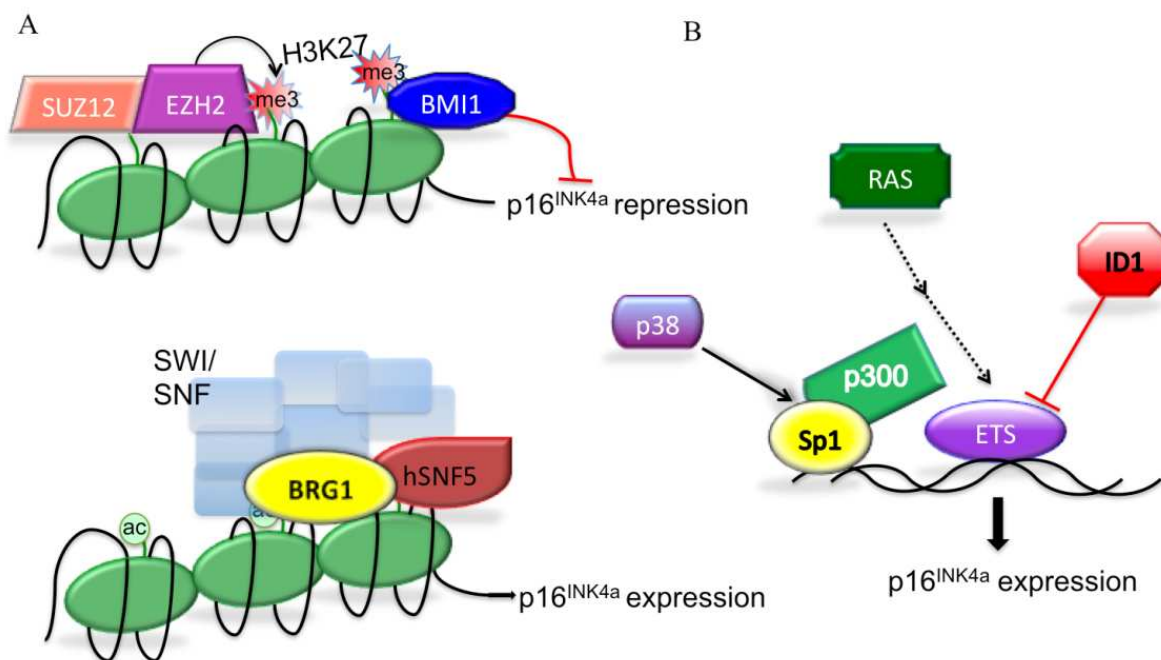 A
H3K27
me3
me3
SUZ12
EZH2
BMI1
p16INK4a repression
SWI/
SNF
BRG1
hSNF5
ac
ac
p16INK4a expression
B
RAS
ID1
p38
p300
Sp1
ETS
p16INK4a expression